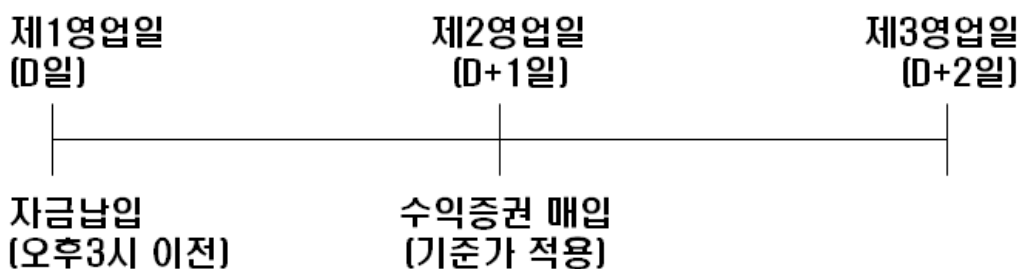 제1영업일
(D일)
제2영업일
(D+1일)
제3영업일
(D+2일)
자금납입
(오후3시 이전)
수익증권 매입
(기준가 적용)